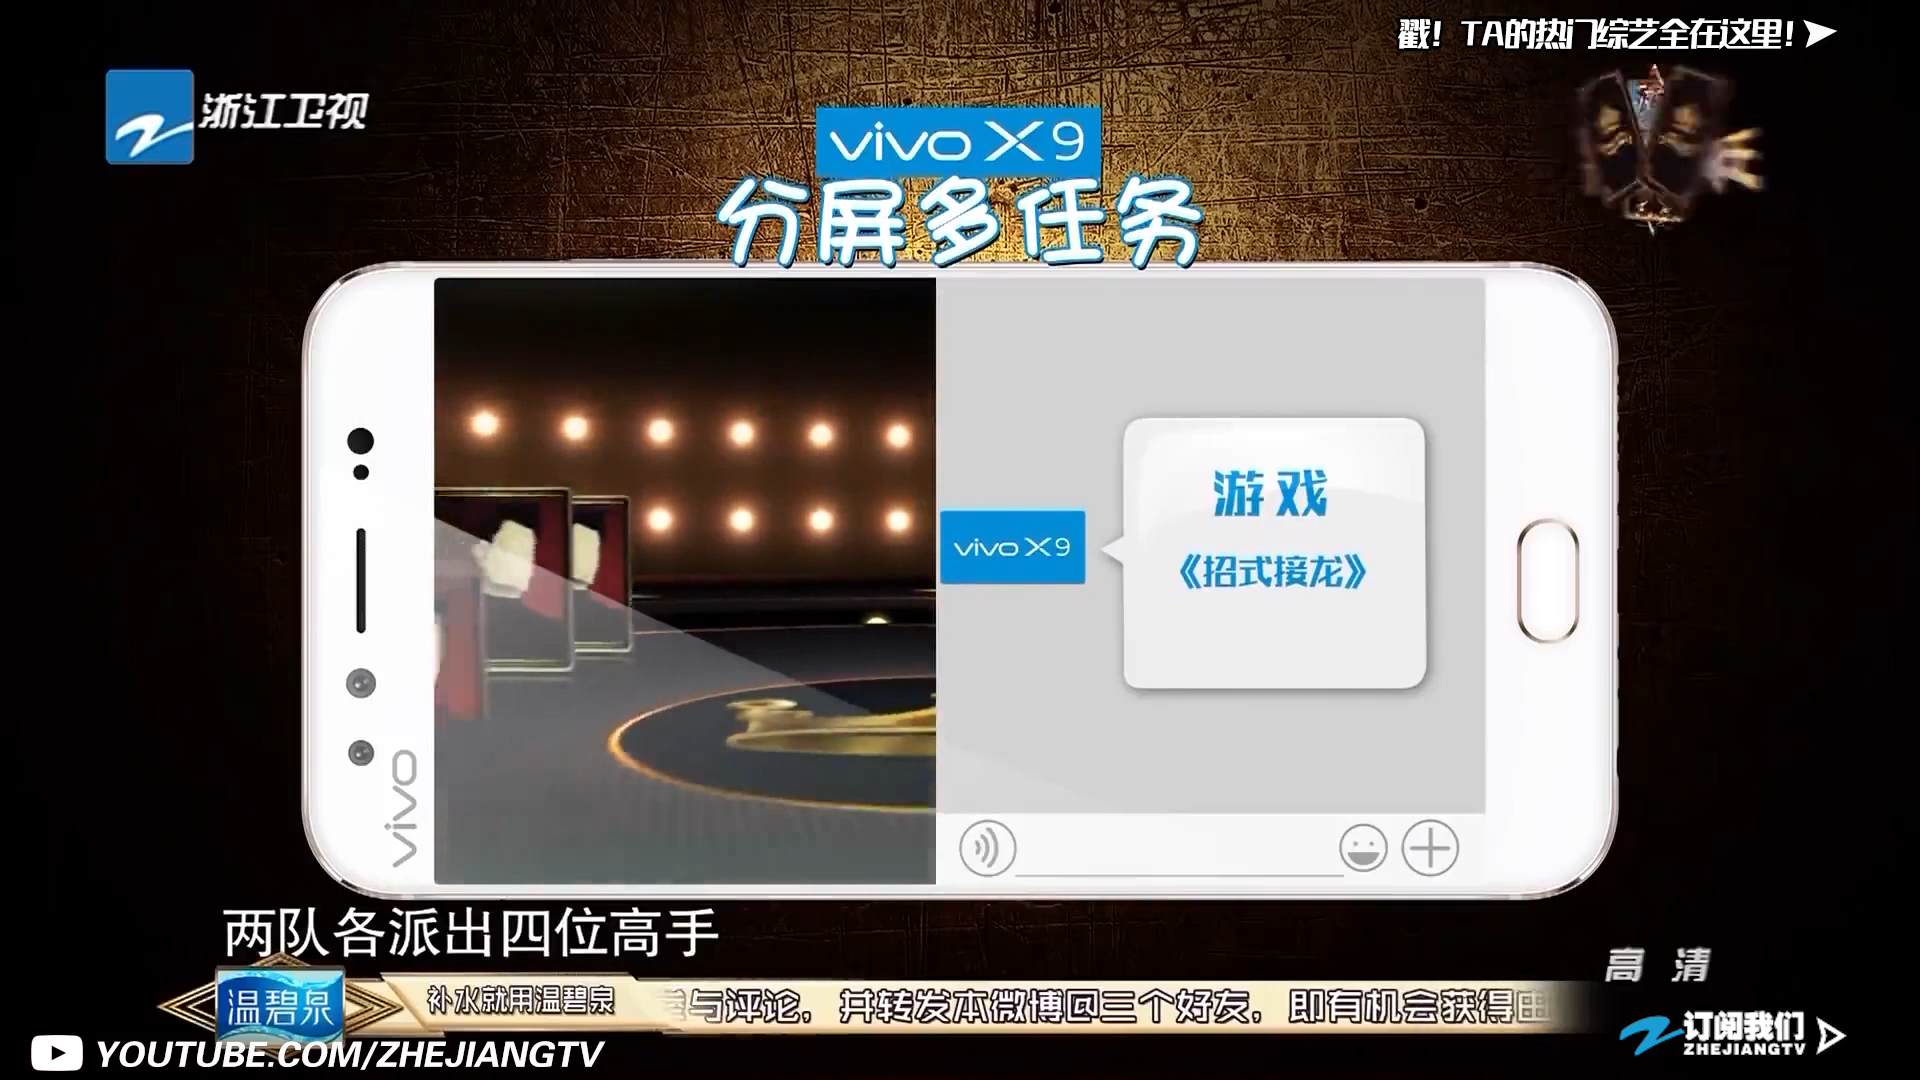 戳！TA的热门综艺全在这里！
浙江卫视
vivo X9
分屏多任务
游戏
《招式接龙》
vivo X9
vivo
两队各派出四位高手
高清
温碧泉
补水就用温碧泉
与评论，并转发本微博@三个好友，即有机会获得由
YOUTUBE.COM/ZHEJIANGTV
订阅我们
ZHEJIANGTV